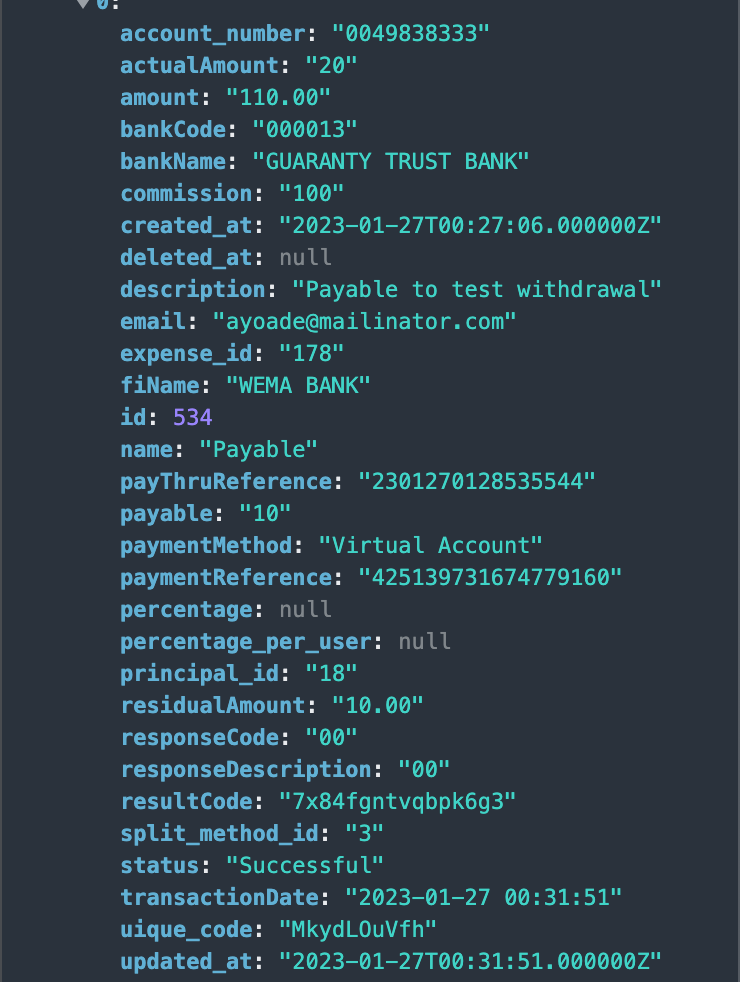 0:
account_number: "0049838333"
actualAmount: "20"
amount: "110.00"
bankCode: "000013"
bankName: "GUARANTY TRUST BANK"
commission: "100"
created_at: "2023-01-27T00:27:06.000000Z"
deleted_at: null
description: "Payable to test withdrawal"
email: "ayoade@mailinator.com"
expense_id: "178"
fiName: "WEMA BANK"
id: 534
name: "Payable"
payThruReference: "2301270128535544"
payable: "10"
paymentMethod: "Virtual Account"
paymentReference: "425139731674779160"
percentage: null
percentage_per_user: null
principal_id: "18"
residualAmount: "10.00"
responseCode: "00"
responseDescription: "00"
resultCode: "7x84fgntvqbpk6g3"
split_method_id: "3"
status: "Successful"
transactionDate: "2023-01-27 00:31:51"
uique_code: "MkydLOuVfh"
updated_at: "2023-01-27T00:31:51.000000Z"